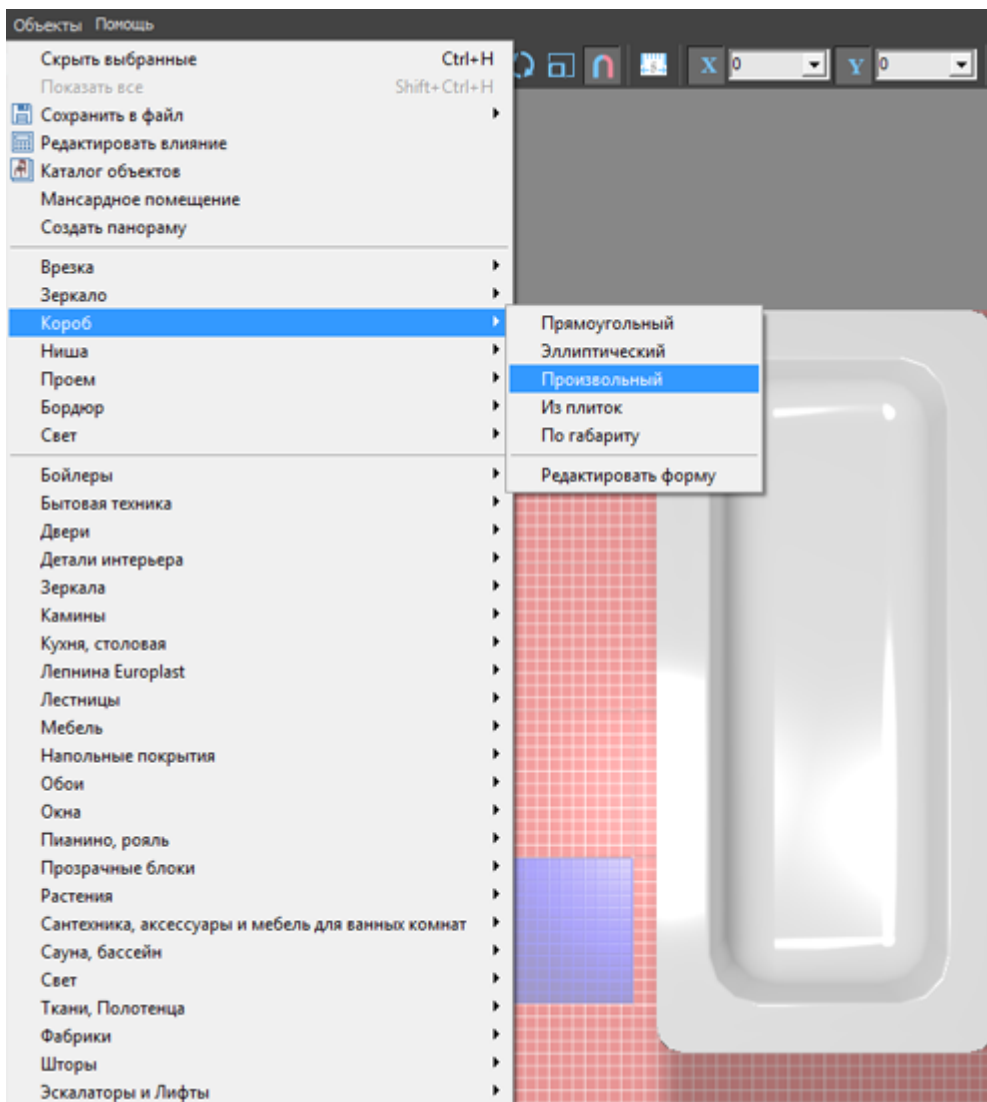 Объекты Помощь
X 0 Y 0
Скрыть выбранные Ctrl+H
Показать все Shift+Ctrl+H
Сохранить в файл
Редактировать влияние
Каталог объектов
Мансардное помещение
Создать панораму
Врезка
Зеркало
Короб
Ниша
Проем
Бордюр
Свет
Прямоугольный
Эллиптический
Произвольный
Из плиток
По габариту
Редактировать форму
Бойлеры
Бытовая техника
Двери
Детали интерьера
Зеркала
Камины
Кухня, столовая
Лепнина Europlast
Лестницы
Мебель
Напольные покрытия
Обои
Окна
Пианино, рояль
Прозрачные блоки
Растения
Сантехника, аксессуары и мебель для ванных комнат
Сауна, бассейн
Свет
Ткани, Полотенца
Фабрики
Шторы
Эскалаторы и Лифты